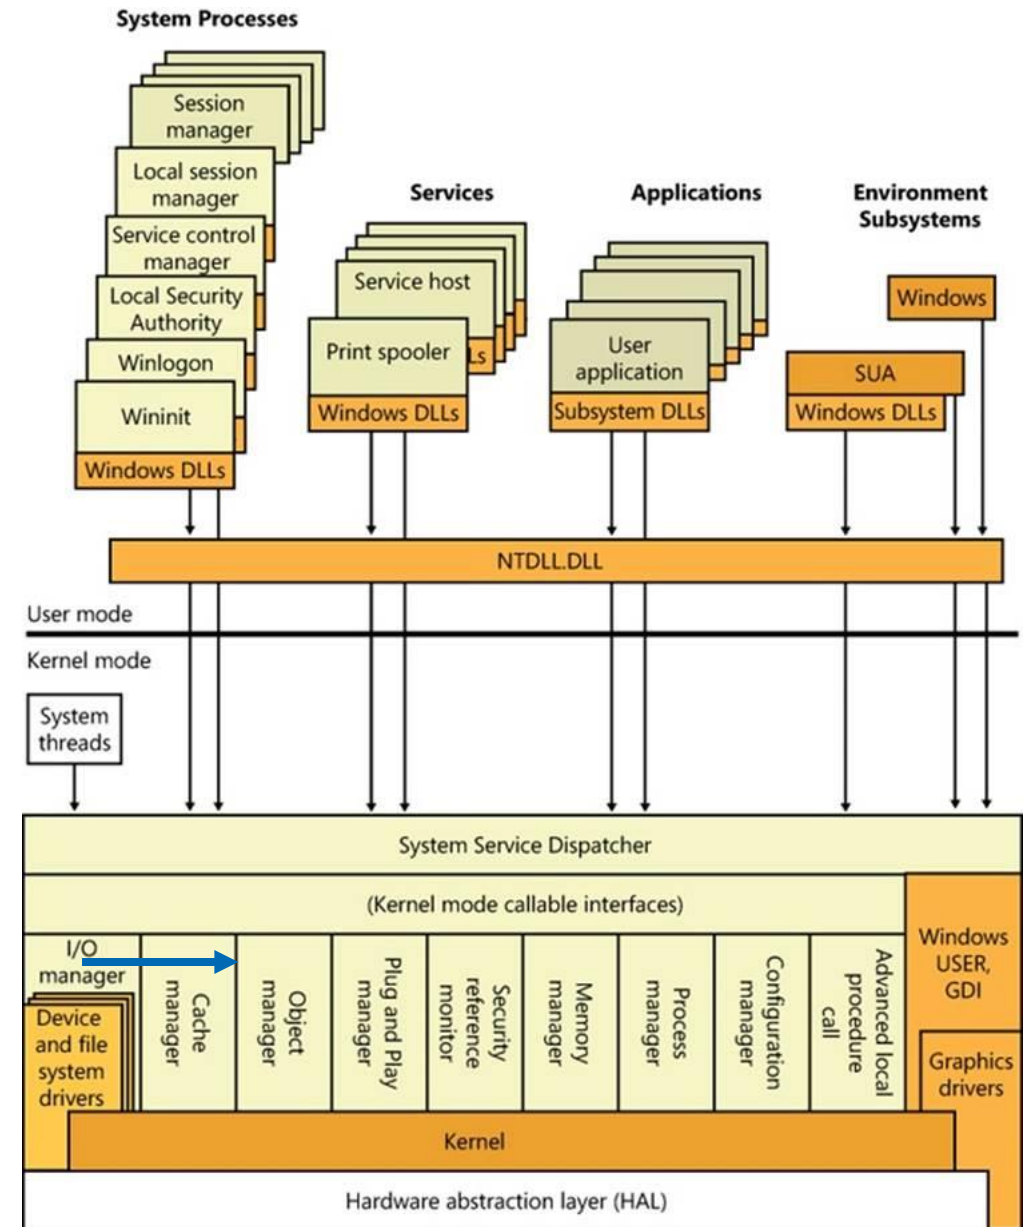 System Processes
Session
manager
Local session
manager
Service control
manager
Local Security
Authority
Winlogon
Wininit
Windows DLLs
Services
Service host
Print spooler
Ls
Windows DLLs
Applications
User
application
Subsystem DLLs
Environment
Subsystems
Windows
SUA
Windows DLLs
NTDLL.DLL
User mode
Kernel mode
System
threads
System Service Dispatcher
(Kernel mode callable interfaces)
I/O
manager
Device
and file
system
drivers
Cache
manager
Object
manager
Plug and Play
manager
Security
reference
monitor
Memory
manager
Process
manager
Configuration
manager
Advanced local
procedure
call
Windows
USER,
GDI
Graphics
drivers
Kernel
Hardware abstraction layer (HAL)